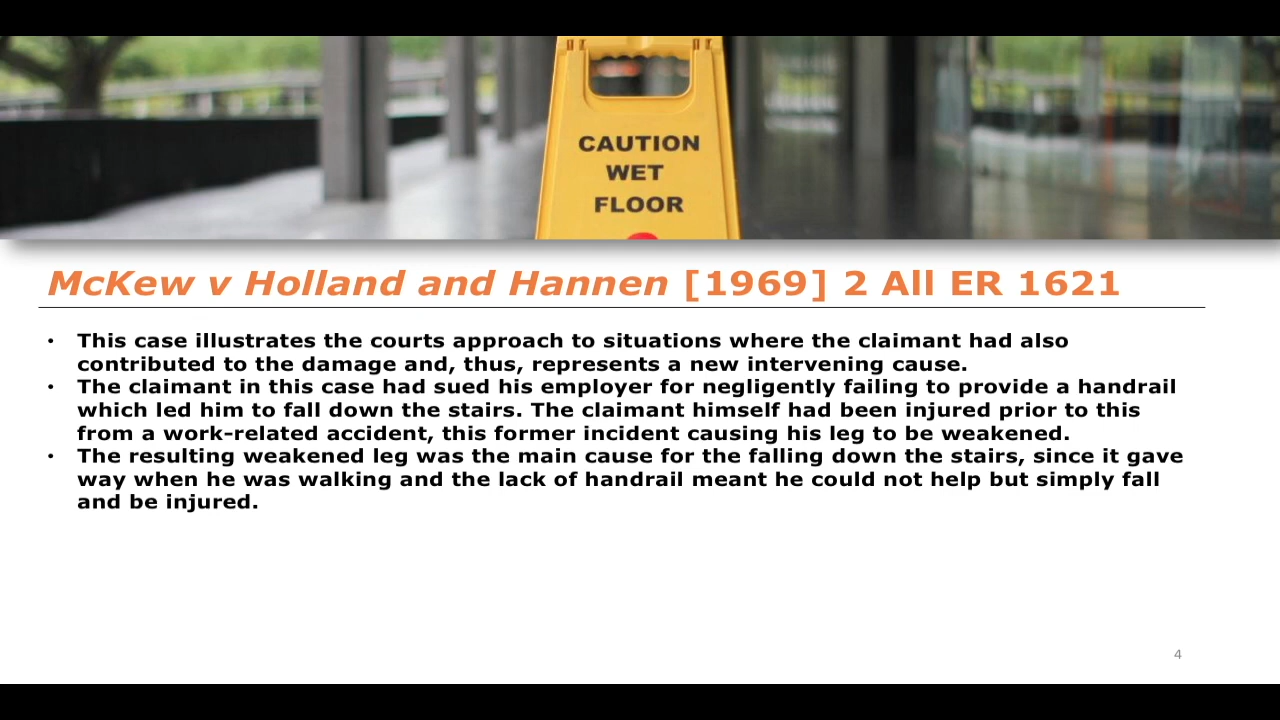 CAUTION
WET
FLOOR
McKew v Holland and Hannen [1969] 2 All ER 1621
• This case illustrates the courts approach to situations where the claimant had also
contributed to the damage and, thus, represents a new intervening cause.
• The claimant in this case had sued his employer for negligently failing to provide a handrail
which led him to fall down the stairs. The claimant himself had been injured prior to this
from a work-related accident, this former incident causing his leg to be weakened.
• The resulting weakened leg was the main cause for the falling down the stairs, since it gave
way when he was walking and the lack of handrail meant he could not help but simply fall
and be injured.
4